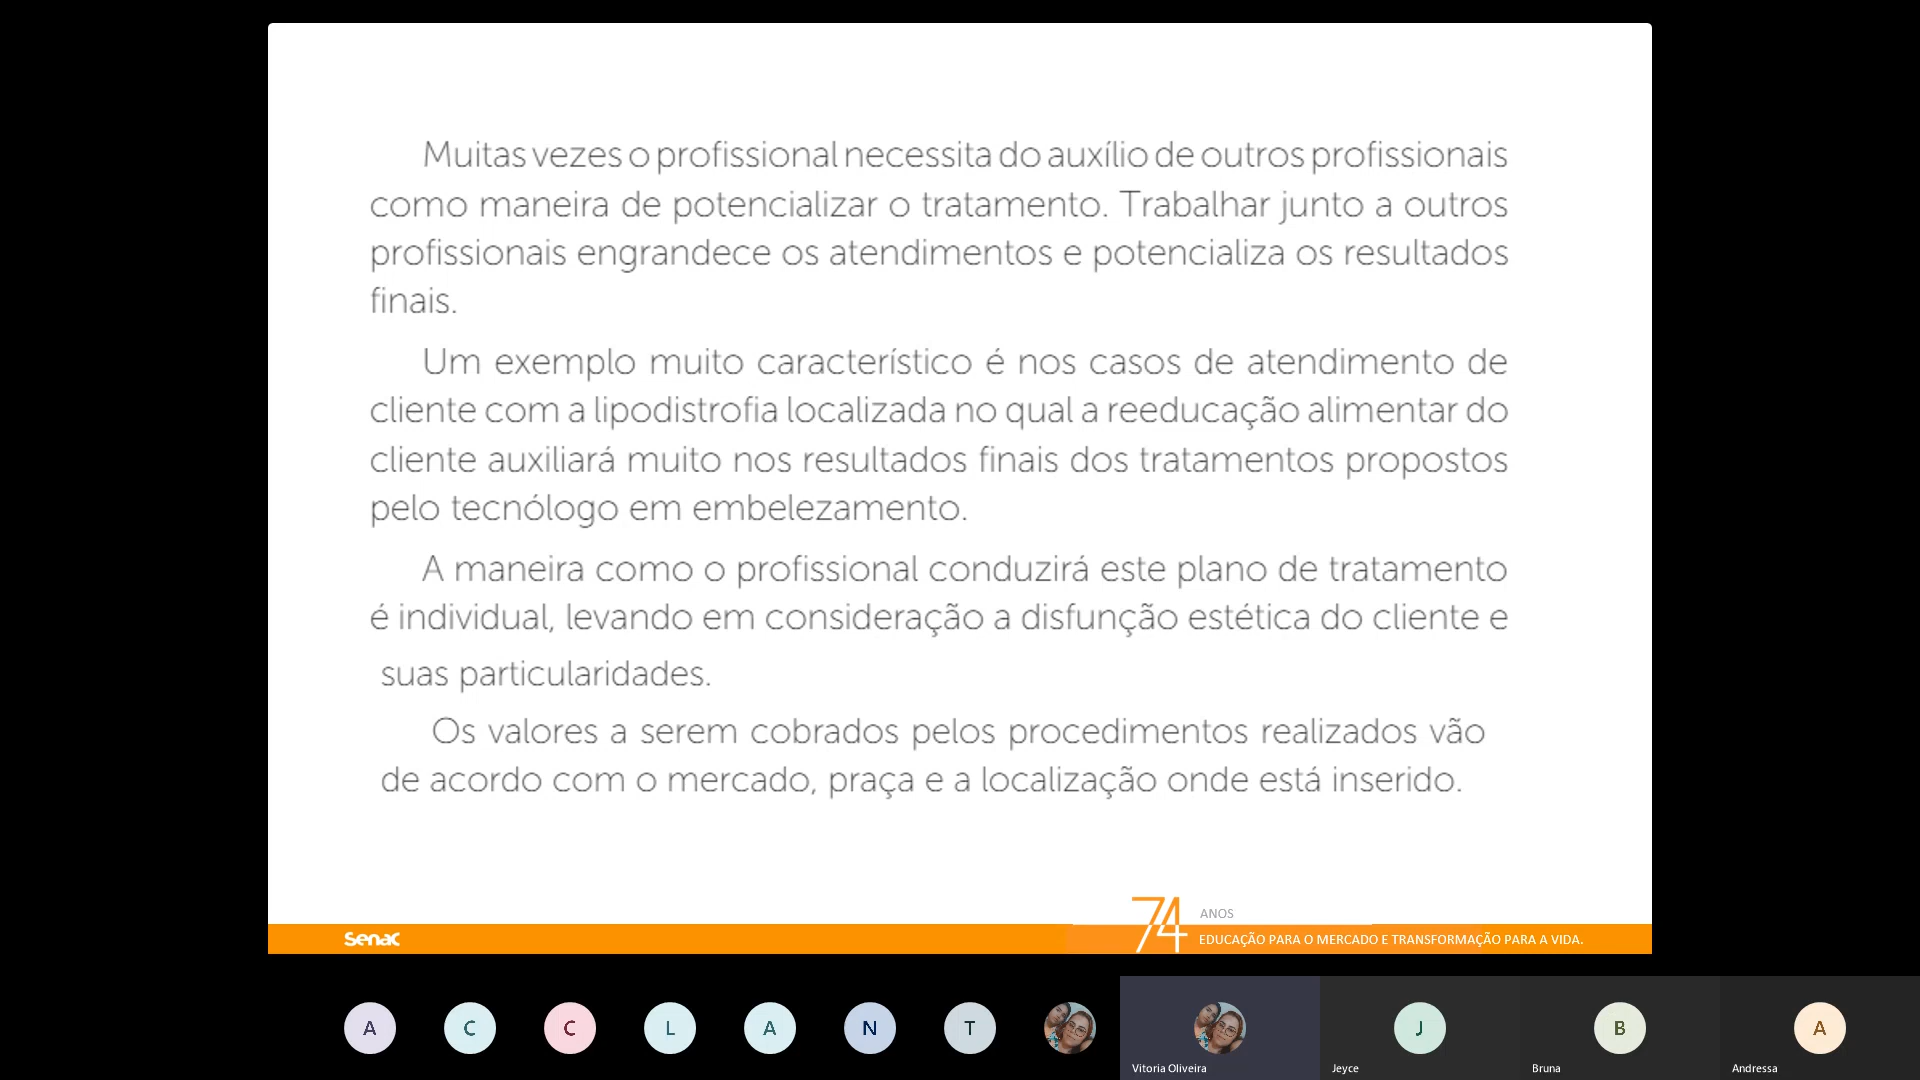 Muitas vezes o profissional necessita do auxílio de outros profissionais
como maneira de potencializar o tratamento. Trabalhar junto a outros
profissionais engrandece os atendimentos e potencializa os resultados
finais.
Um exemplo muito característico é nos casos de atendimento de
cliente com a lipodistrofia localizada no qual a reeducação alimentar do
cliente auxiliará muito nos resultados finais dos tratamentos propostos
pelo tecnólogo em embelezamento.
A maneira como o profissional conduzirá este plano de tratamento
é individual, levando em consideração a disfunção estética do cliente e
suas particularidades.
Os valores a serem cobrados pelos procedimentos realizados vão
de acordo com o mercado, praça e a localização onde está inserido.
Senac
74
ANOS
EDUCAÇÃO PARA O MERCADO E TRANSFORMAÇÃO PARA A VIDA.
A
C
C
L
A
N
T
J
B
A
Vitoria Oliveira
Jeyce
Bruna
Andressa